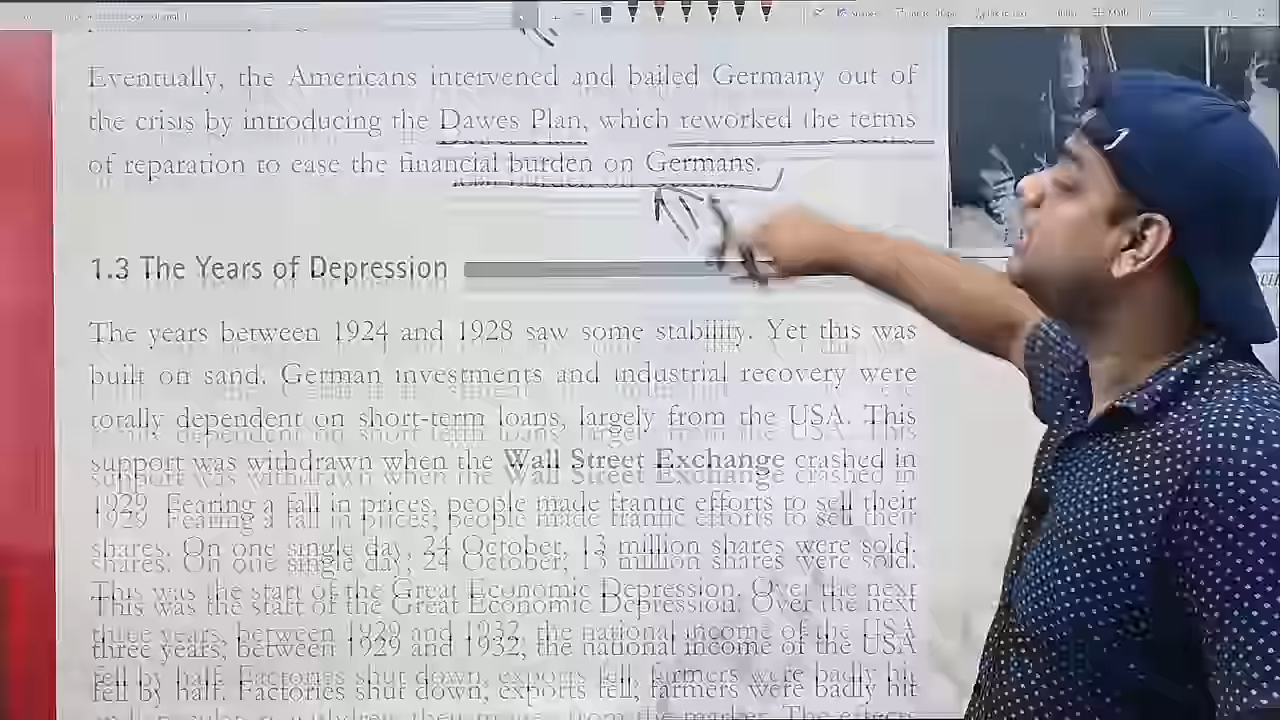 Eventually, the Americans intervened and bailed Germany out of
the crisis by introducing the Dawes Plan, which reworked the terms
of reparation to ease the financial burden on Germans.
1.3 The Years of Depression
The years between 1924 and 1928 saw some stability. Yet this was
built on sand. German investments and industrial recovery were
totally dependent on short-term loans, largely from the USA. This
support was withdrawn when the Wall Street Exchange crashed in
1929. Fearing a fall in prices, people made frantic efforts to sell their
shares. On one single day, 24 October, 13 million shares were sold.
This was the start of the Great Economic Depression. Over the next
three years, between 1929 and 1932, the national income of the USA
fell by half. Factories shut down, exports fell, farmers were badly hit